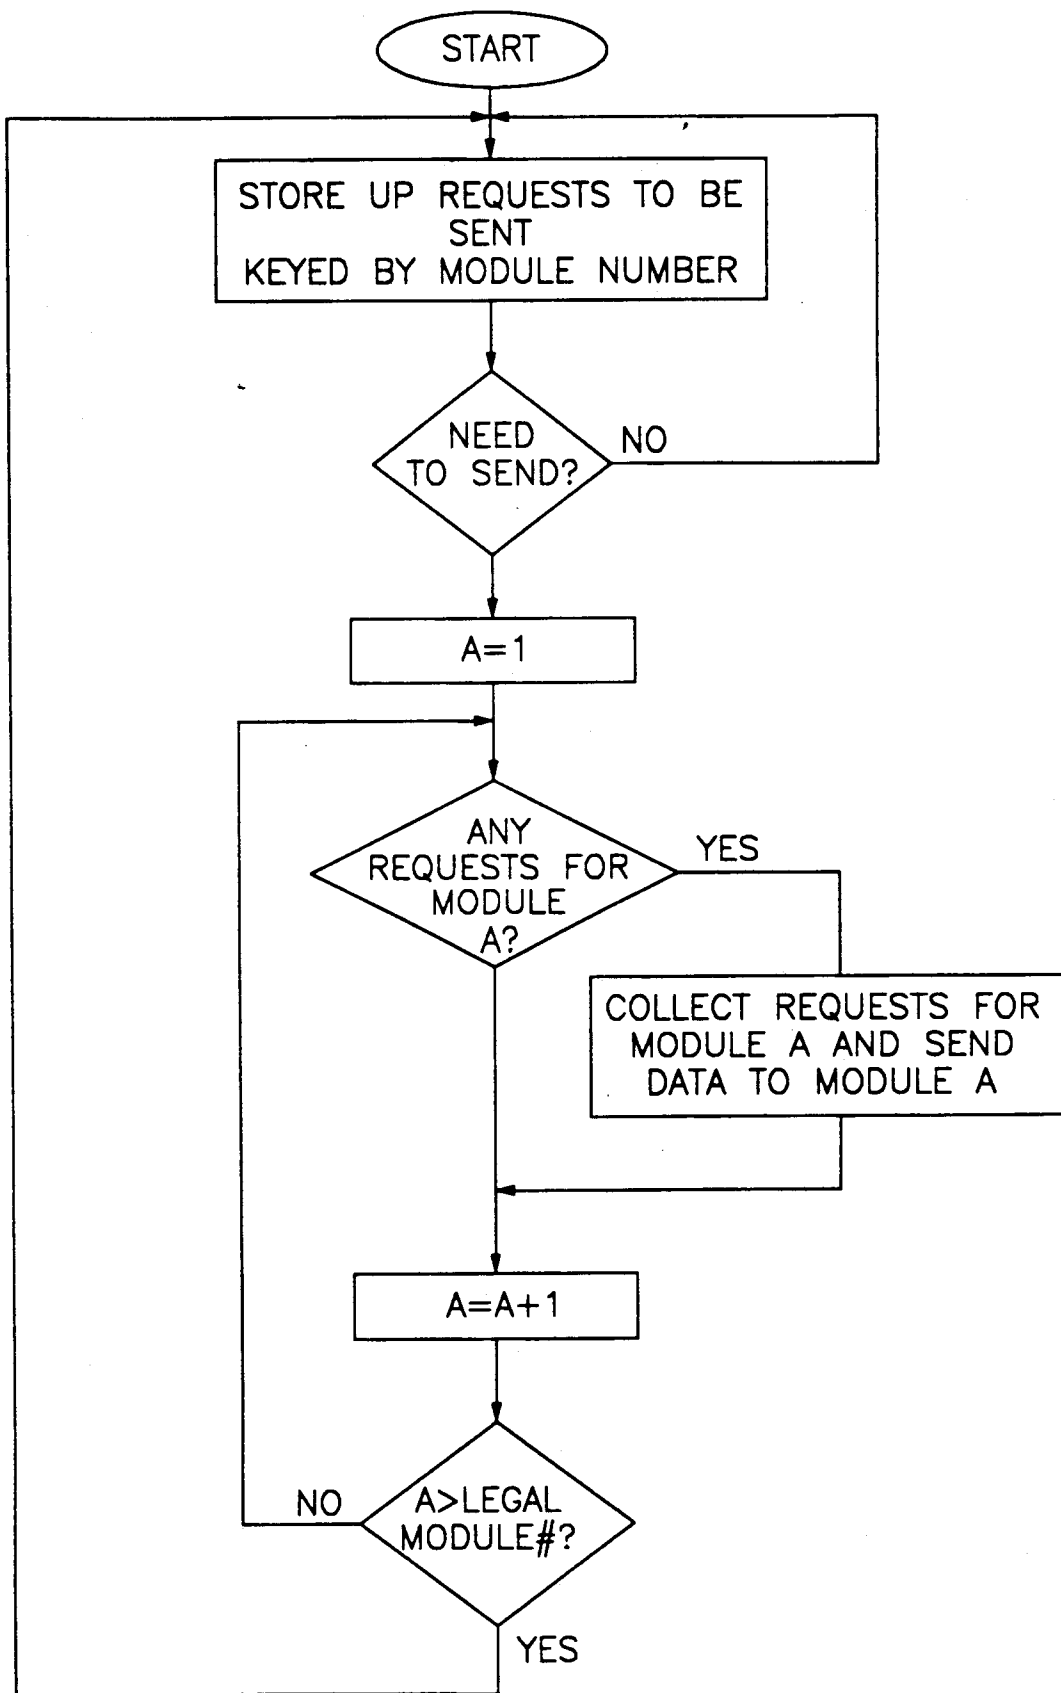 START
STORE UP REQUESTS TO BE
SENT
KEYED BY MODULE NUMBER
NEED
TO SEND?
NO
A=1
ANY
REQUESTS FOR
MODULE
A?
YES
COLLECT REQUESTS FOR
MODULE A AND SEND
DATA TO MODULE A
A=A+1
A>LEGAL
MODULE#?
NO
YES